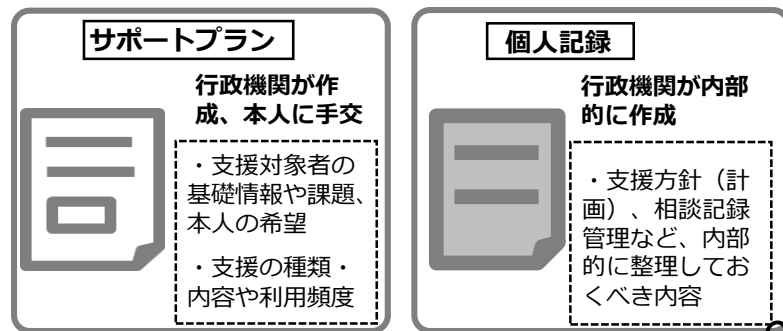 サポートプラン
行政機関が作
成、本人に手交
・支援対象者の
基礎情報や課題、
本人の希望
・支援の種類・
内容や利用頻度
個人記録
行政機関が内部
的に作成
・支援方針（計
画）、相談記録
管理など、内部
的に整理してお
くべき内容